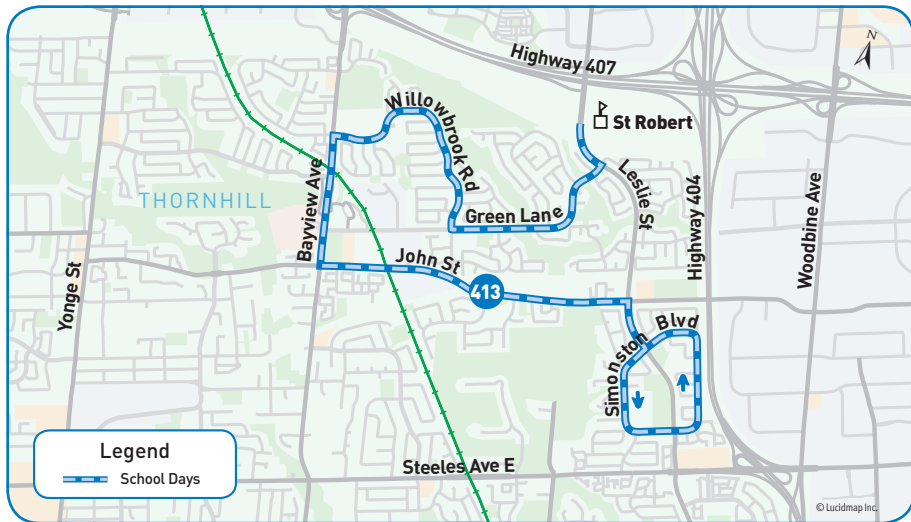 N
Highway 407
Willowbrook Rd
St Robert
THORNHILL
Bayview Ave
Green Lane
Leslie St
Highway 404
Woodbine Ave
Yonge St
John St
413
Simonston Blvd
Legend
School Days
Steeles Ave E
© Lucidmap Inc.